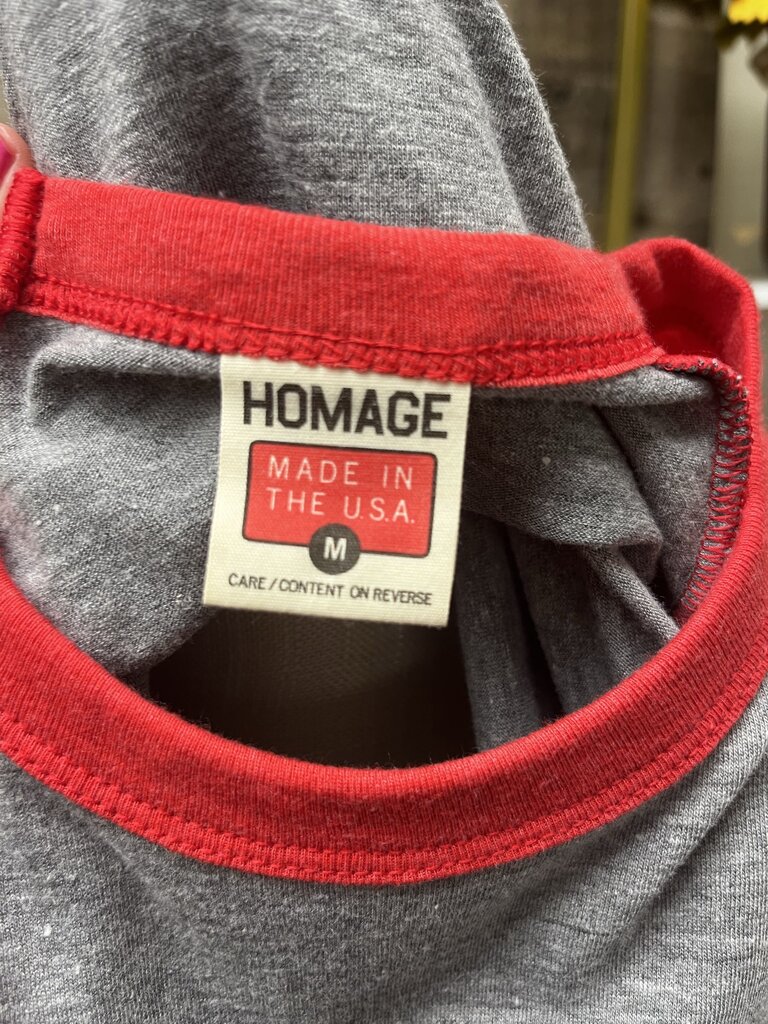 HOMAGE
MADE IN
THE U.S.A.
M
CARE/CONTENT ON REVERSE